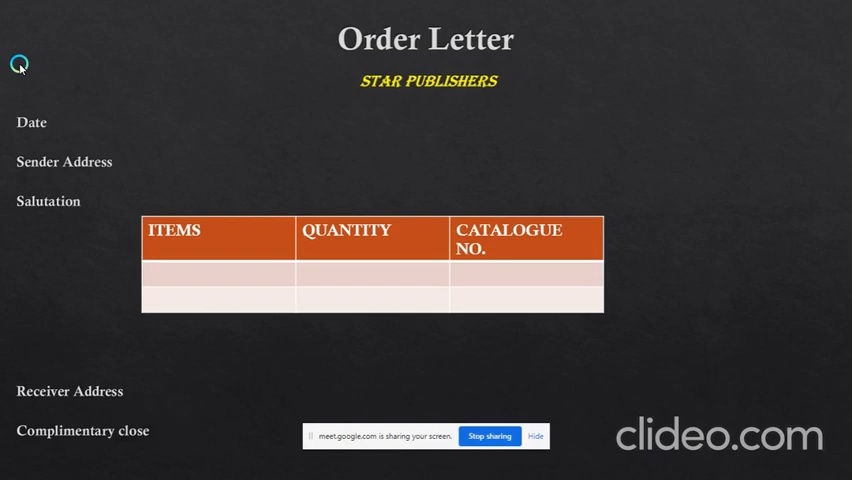 Order Letter
STAR PUBLISHERS
Date
Sender Address
Salutation
ITEMS QUANTITY CATALOGUE NO.
Receiver Address
Complimentary close
meet.google.com is sharing your screen. Stop sharing Hide
clideo.com